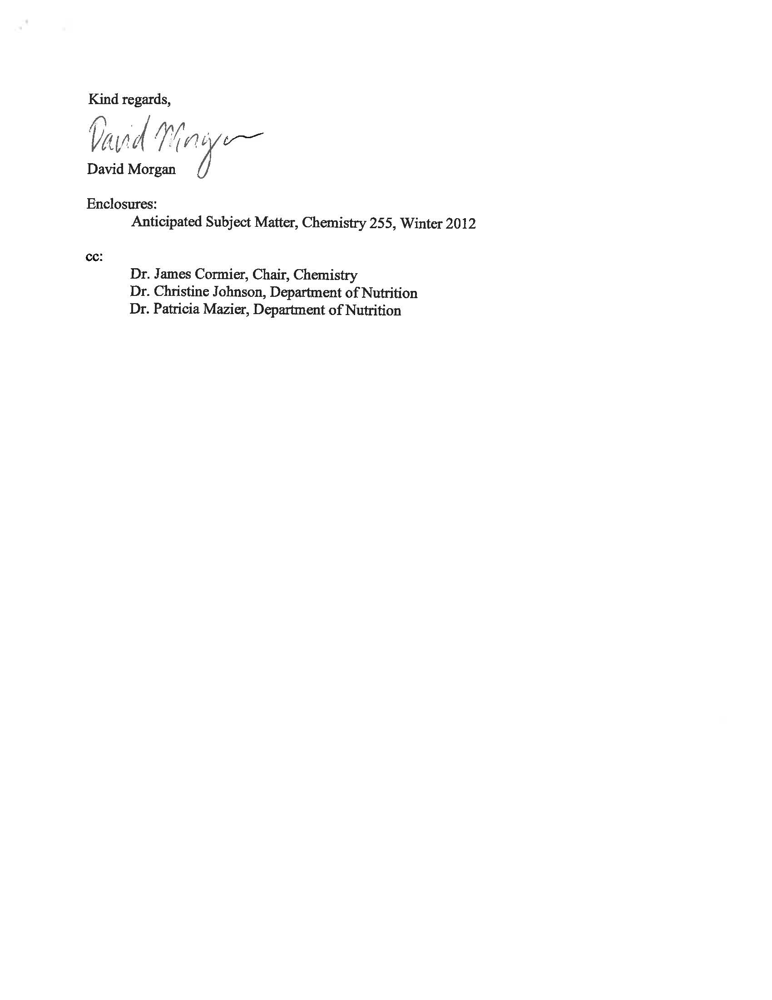 Kind regards,
David Morgan
David Morgan
Enclosures:
Anticipated Subject Matter, Chemistry 255, Winter 2012
cc:
Dr. James Cormier, Chair, Chemistry
Dr. Christine Johnson, Department of Nutrition
Dr. Patricia Mazier, Department of Nutrition